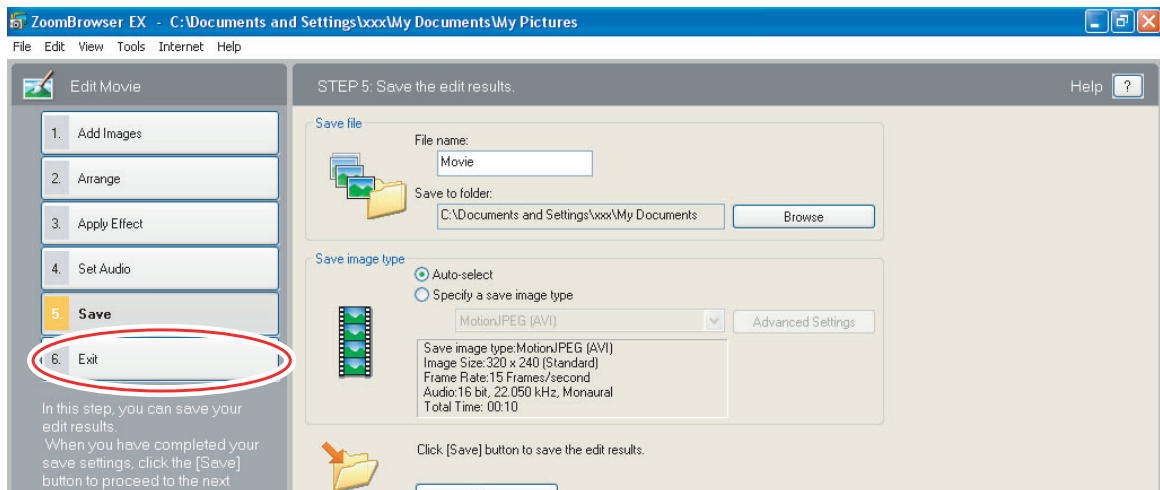 ZoomBrowser EX - C:\Documents and Settings\xxx\My Documents\My Pictures
File Edit View Tools Internet Help
Edit Movie
1. Add Images
2. Arrange
3. Apply Effect
4. Set Audio
5. Save
6. Exit
In this step, you can save your
edit results.
When you have completed your
save settings, click the [Save]
button to proceed to the next
STEP 5: Save the edit results.
Help ?
Save file
File name:
Movie
Save to folder:
C:\Documents and Settings\xxx\My Documents
Browse
Save image type
Auto-select
Specify a save image type
MotionJPEG (AVI)
Advanced Settings
Save image type:MotionJPEG (AVI)
Image Size:320 x 240 (Standard)
Frame Rate:15 Frames/second
Audio:16 bit, 22.050 kHz, Monaural
Total Time: 00:10
Click [Save] button to save the edit results.